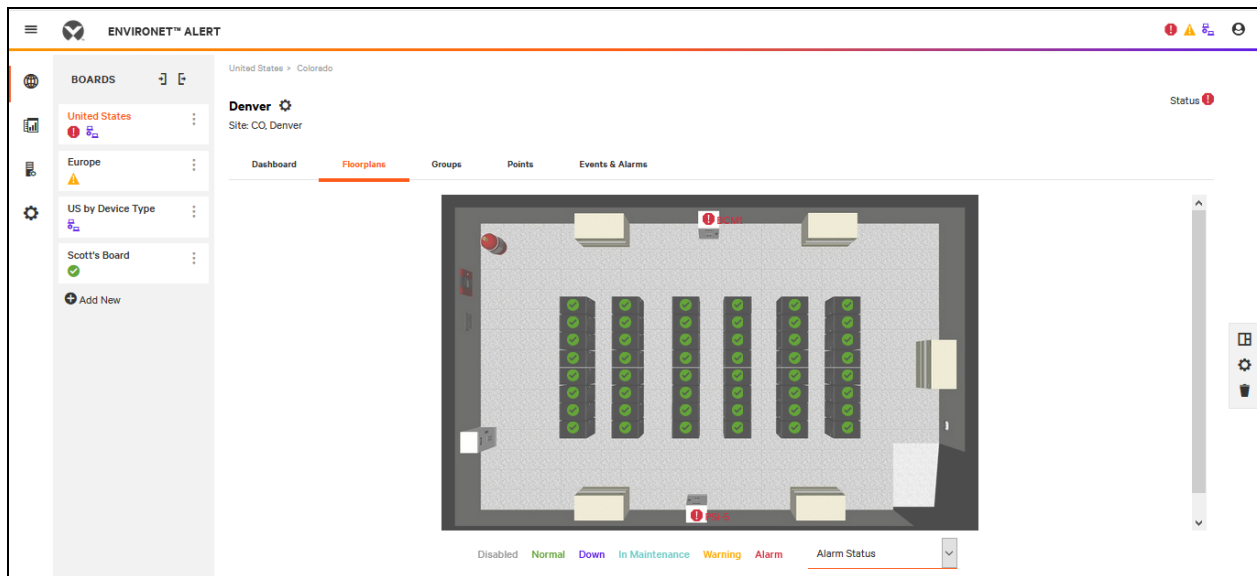 ENVIRONET™ ALERT
BOARDS
United States
Europe
US by Device Type
Scott's Board
Add New
United States > Colorado
Denver
Site: CO, Denver
Status
Dashboard Floorplans Groups Points Events & Alarms
Disabled Normal Down In Maintenance Warning Alarm Alarm Status